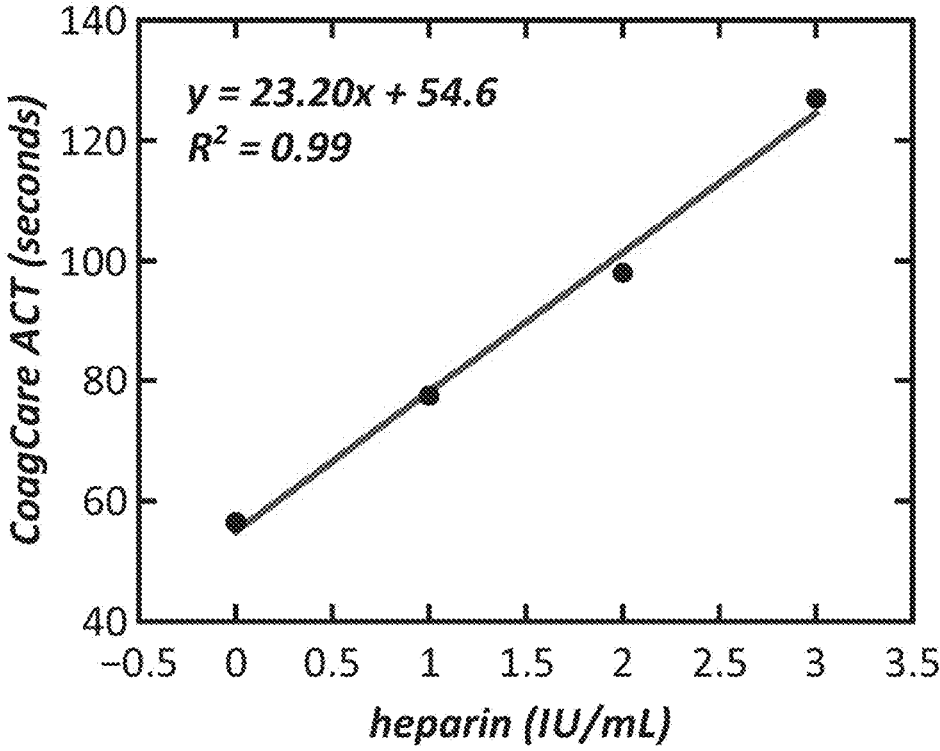 140
120
100
80
60
40
CoagCare ACT (seconds)
y = 23.20x + 54.6
R² = 0.99
−0.5 0 0.5 1 1.5 2 2.5 3 3.5
heparin (IU/mL)